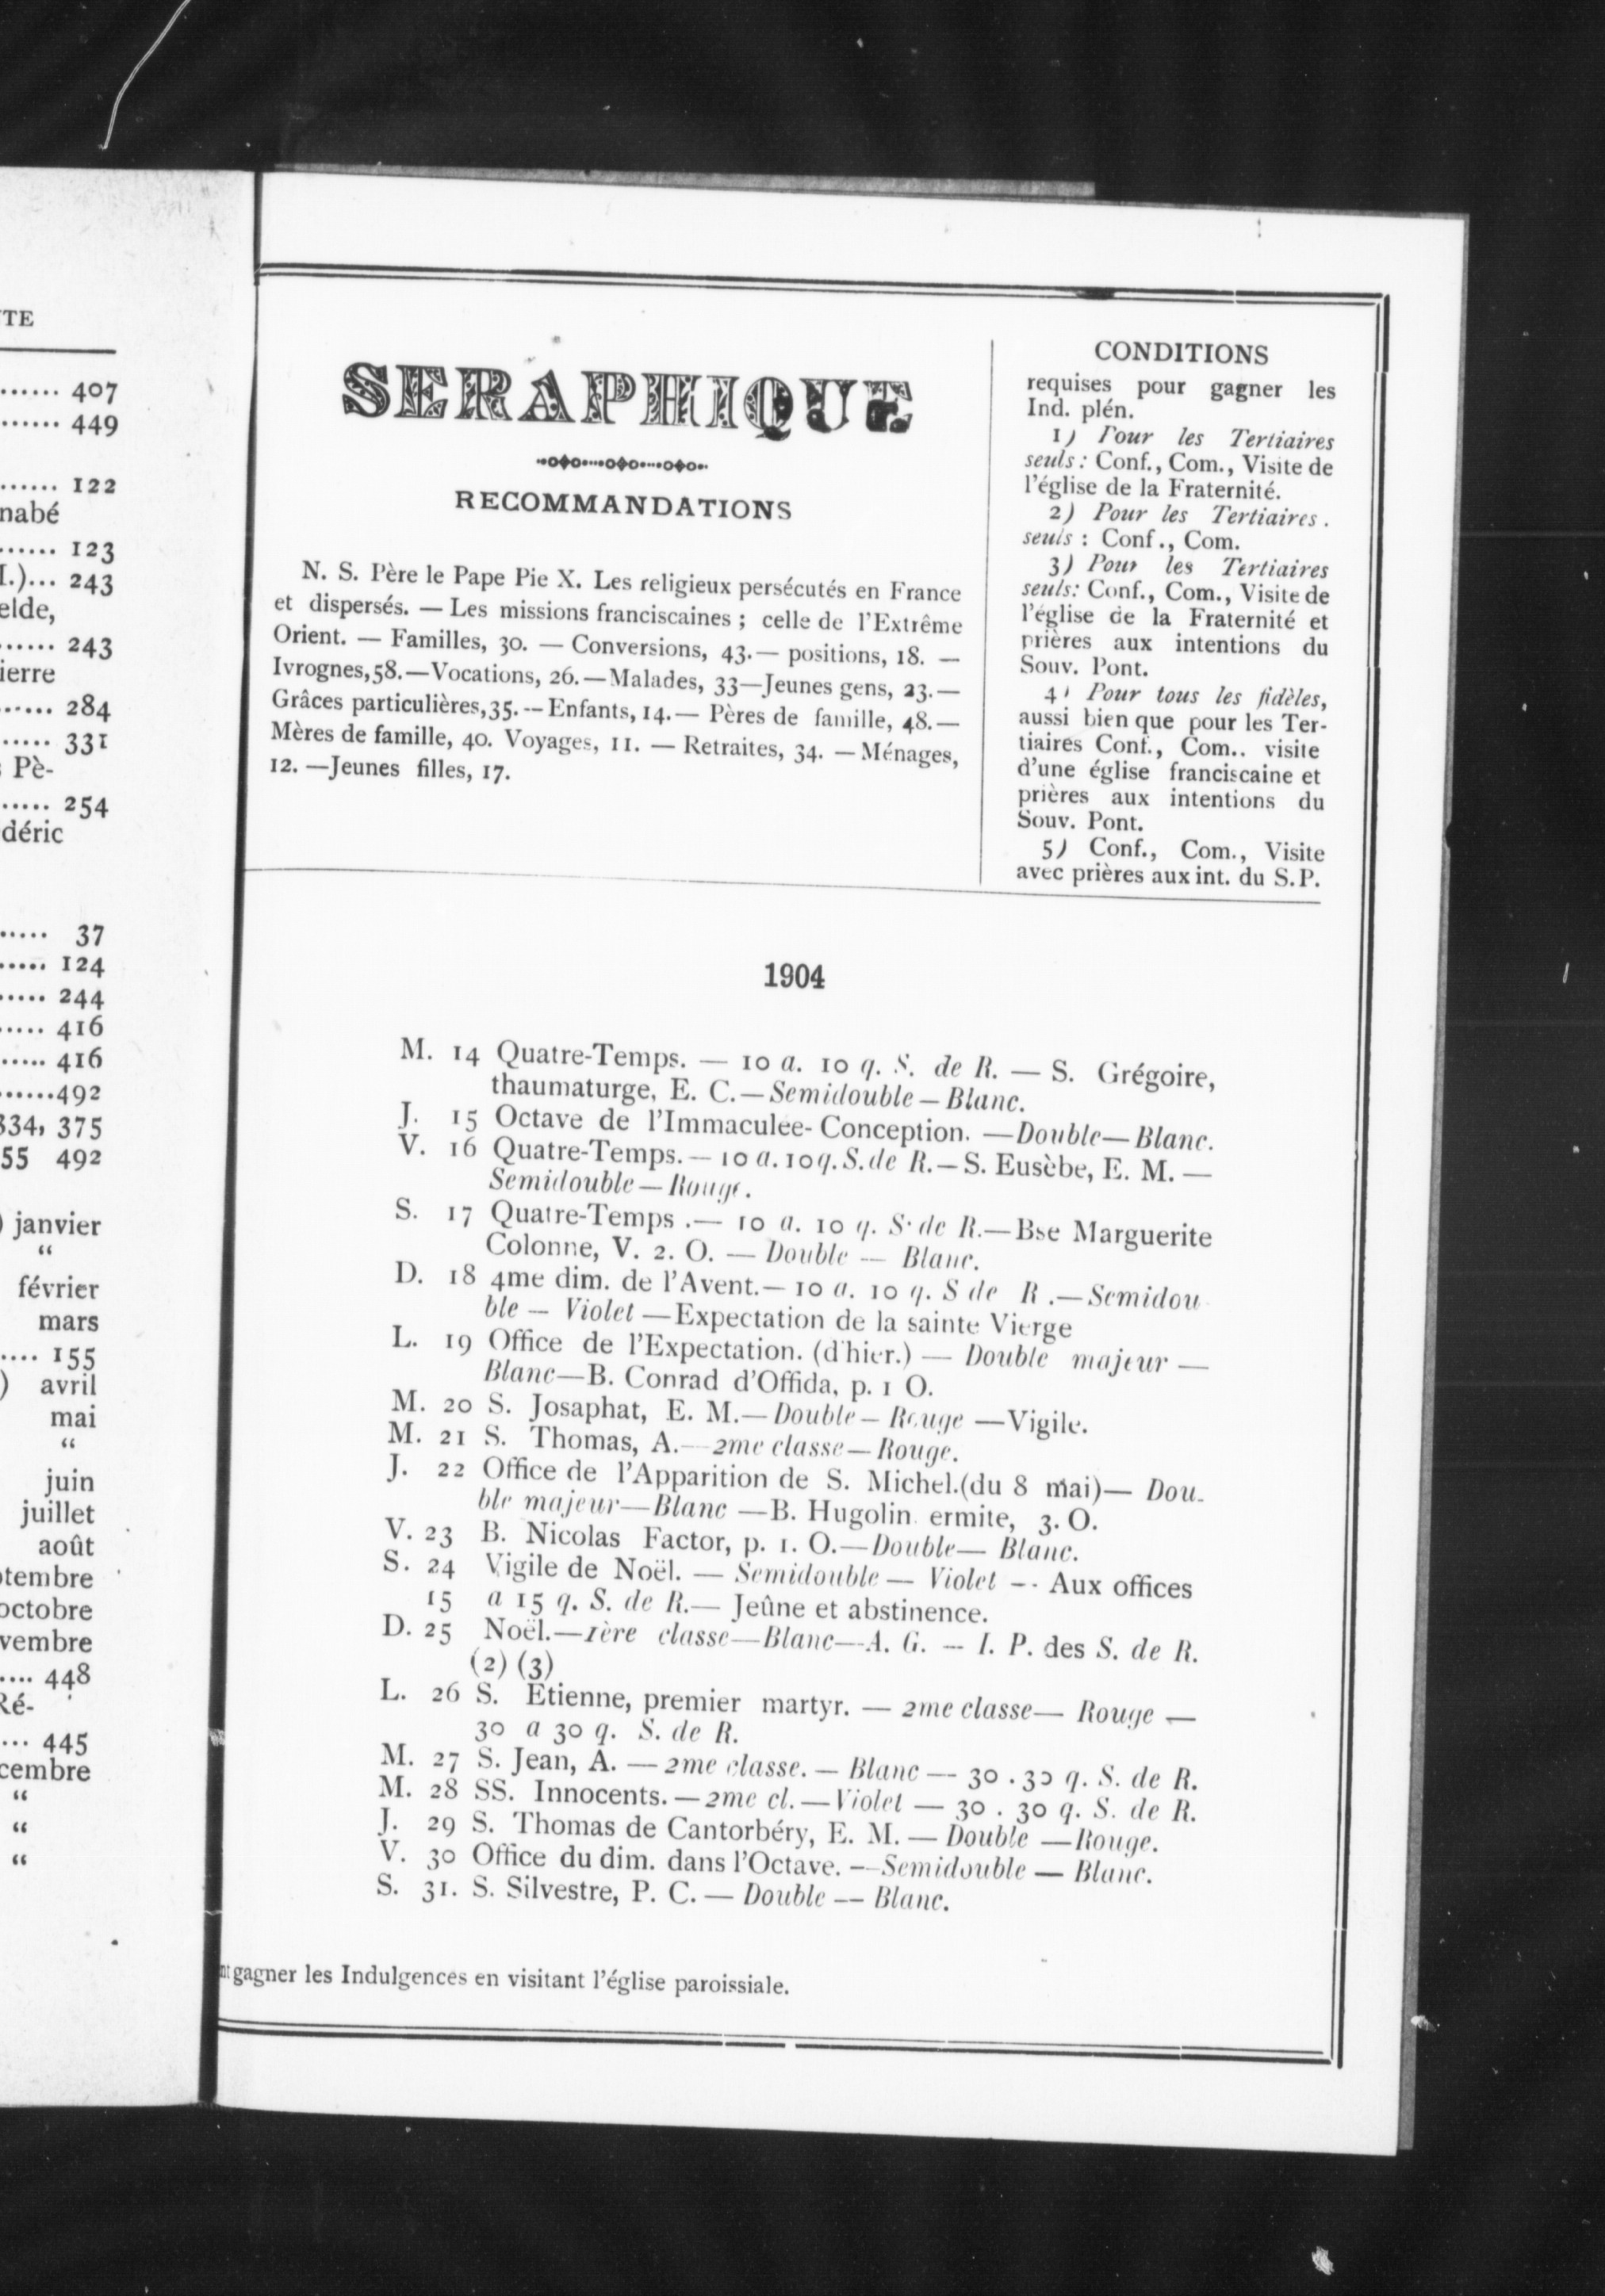 TE
407
449
122
nabé
123
I.)... 243
elde,
243
ierre
284
331
Pè-
254
déric
37
124
244
416
416
492
334, 375
55 492
) janvier
“
février
mars
155
) avril
mai
“
juin
juillet
août
tembre
octobre
vembre
448
Ré-
445
cembre
“
“
“
SERAPHIQUE
RECOMMANDATIONS
N. S. Père le Pape Pie X. Les religieux persécutés en France
et dispersés. — Les missions franciscaines ; celle de l'Extrême
Orient. — Familles, 30. — Conversions, 43.— positions, 18. —
Ivrognes,58.—Vocations, 26.—Malades, 33—Jeunes gens, 23.—
Grâces particulières,35.--Enfants,14.— Pères de famille, 48.—
Mères de famille, 40. Voyages, 11. — Retraites, 34. — Ménages,
12. —Jeunes filles, 17.
CONDITIONS
requises pour gagner les
Ind. plén.
1) Pour les Tertiaires
seuls : Conf., Com., Visite de
l'église de la Fraternité.
2) Pour les Tertiaires.
seuls : Conf., Com.
3) Pour les Tertiaires
seuls: Conf., Com., Visite de
l'église de la Fraternité et
prières aux intentions du
Souv. Pont.
4) Pour tous les fidèles,
aussi bien que pour les Ter-
tiaires Conf., Com.. visite
d'une église franciscaine et
prières aux intentions du
Souv. Pont.
5) Conf., Com., Visite
avec prières aux int. du S.P.
1904
M. 14 Quatre-Temps. — 10 a. 10 q. S. de R. — S. Grégoire,
thaumaturge, E. C.—Semidouble—Blanc.
J. 15 Octave de l'Immaculee-Conception. —Double—Blanc.
V. 16 Quatre-Temps.— 10 a. 10 q. S. de R.—S. Eusèbe, E. M. —
Semidouble—Rouge.
S. 17 Quatre-Temps .— 10 a. 10 q. S. de R.—Bse Marguerite
Colonne, V. 2. O. — Double — Blanc.
D. 18 4me dim. de l'Avent.— 10 a. 10 q. S de R .—Semidou
ble — Violet —Expectation de la sainte Vierge
L. 19 Office de l'Expectation. (d'hier.) — Double majeur —
Blanc—B. Conrad d'Offida, p. 1 O.
M. 20 S. Josaphat, E. M.—Double—Rouge —Vigile.
M. 21 S. Thomas, A.—2me classe—Rouge.
J. 22 Office de l'Apparition de S. Michel.(du 8 mai)— Dou-
ble majeur—Blanc —B. Hugolin ermite, 3. O.
V. 23 B. Nicolas Factor, p. 1. O.—Double— Blanc.
S. 24 Vigile de Noël. — Semidouble — Violet -- Aux offices
15 a 15 q. S. de R.— Jeûne et abstinence.
D. 25 Noël.—1ère classe—Blanc—A. G. — I. P. des S. de R.
(2) (3)
L. 26 S. Etienne, premier martyr. — 2me classe— Rouge —
30 a 30 q. S. de R.
M. 27 S. Jean, A. — 2me classe. — Blanc — 30 . 30 q. S. de R.
M. 28 SS. Innocents. —2me cl.—Violet — 30 . 30 q. S. de R.
J. 29 S. Thomas de Cantorbéry, E. M. — Double —Rouge.
V. 30 Office du dim. dans l'Octave. —Semidouble — Blanc.
S. 31. S. Silvestre, P. C. — Double — Blanc.
gagner les Indulgences en visitant l'église paroissiale.